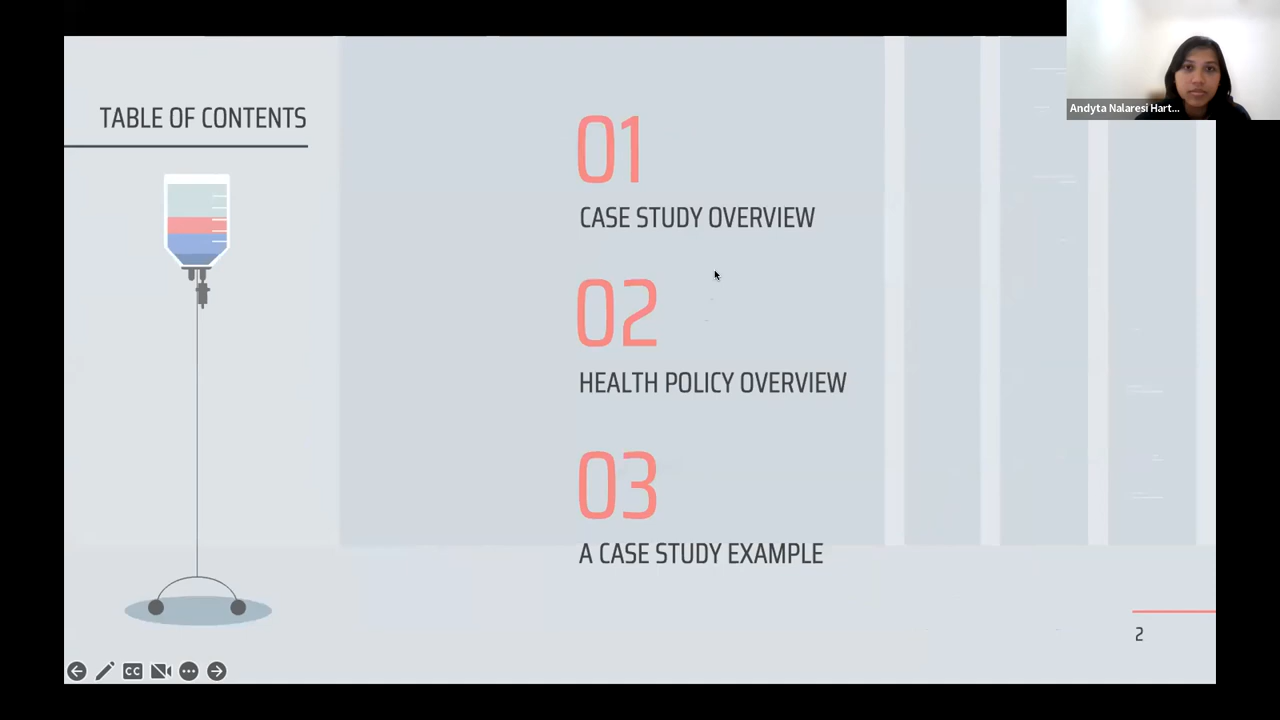 TABLE OF CONTENTS
01
CASE STUDY OVERVIEW
02
HEALTH POLICY OVERVIEW
03
A CASE STUDY EXAMPLE
2
Andyta Nalaresi Hart...
CC